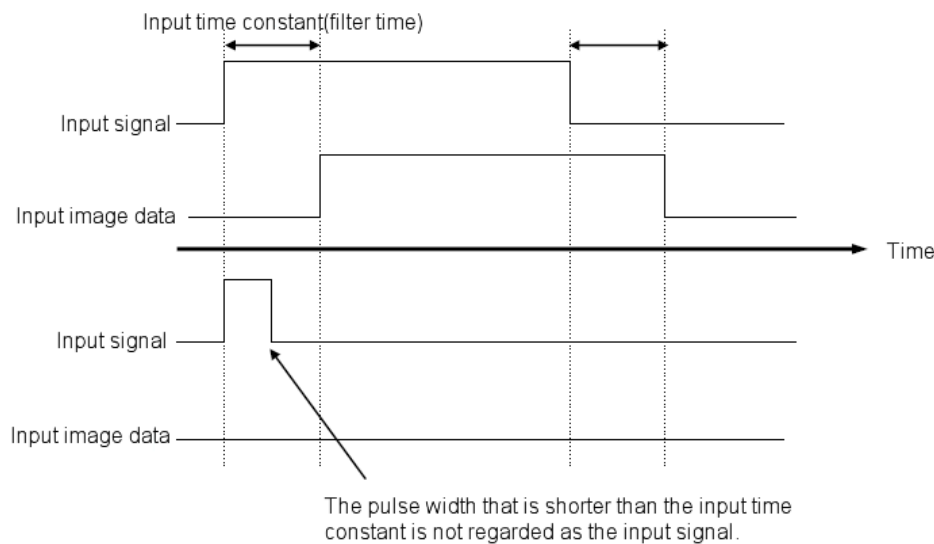 Input time constant(filter time)
Input signal
Input image data
Time
Input signal
Input image data
The pulse width that is shorter than the input time
constant is not regarded as the input signal.